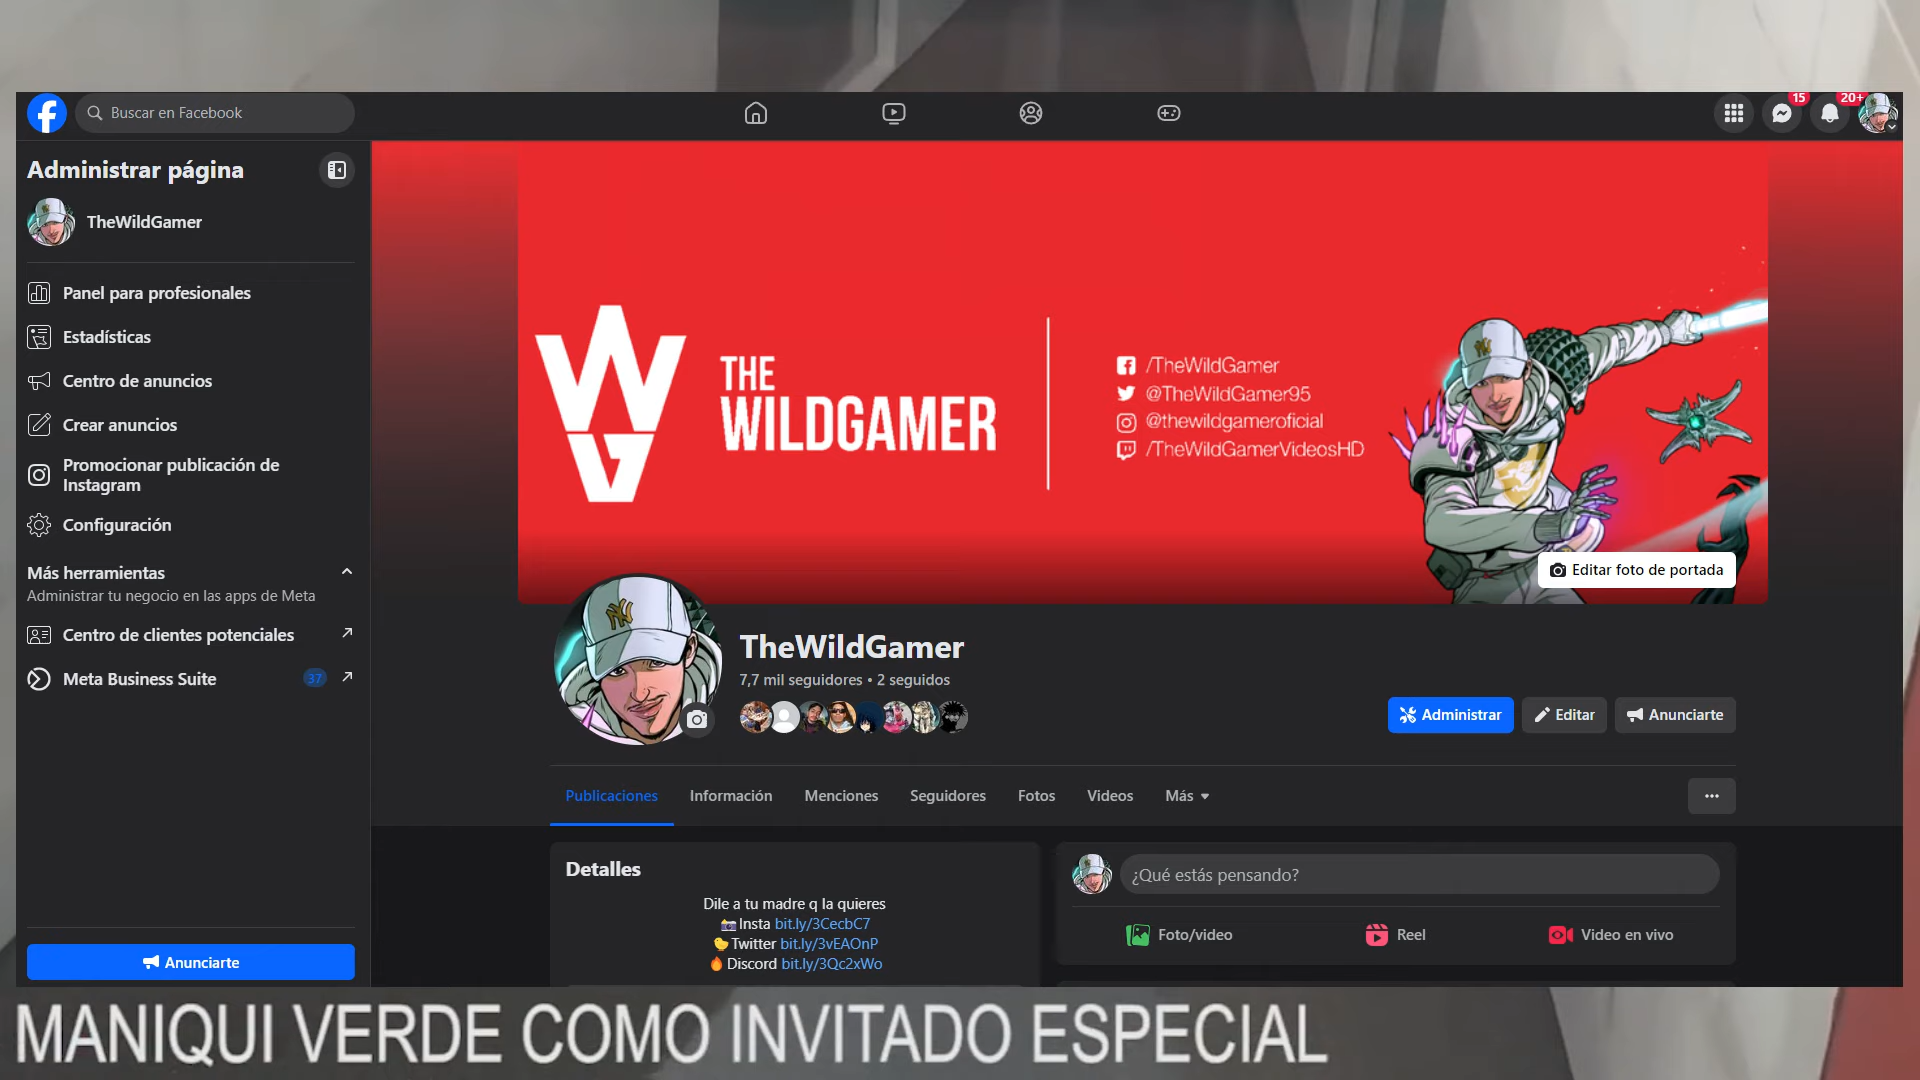 Buscar en Facebook
15
20+
Administrar página
TheWildGamer
Panel para profesionales
Estadísticas
Centro de anuncios
Crear anuncios
Promocionar publicación de
Instagram
Configuración
Más herramientas
Administrar tu negocio en las apps de Meta
Centro de clientes potenciales
Meta Business Suite
37
Anunciarte
WG
THE
WILDGAMER
/TheWildGamer
@TheWildGamer95
@thewildgameroficial
/TheWildGamerVideosHD
Editar foto de portada
TheWildGamer
7,7 mil seguidores • 2 seguidos
Administrar
Editar
Anunciarte
Publicaciones
Información
Menciones
Seguidores
Fotos
Videos
Más
Detalles
Dile a tu madre q la quieres
Insta bit.ly/3CecbC7
Twitter bit.ly/3vEAOnP
Discord bit.ly/3Qc2xWo
¿Qué estás pensando?
Foto/video
Reel
Video en vivo
MANIQUI VERDE COMO INVITADO ESPECIAL